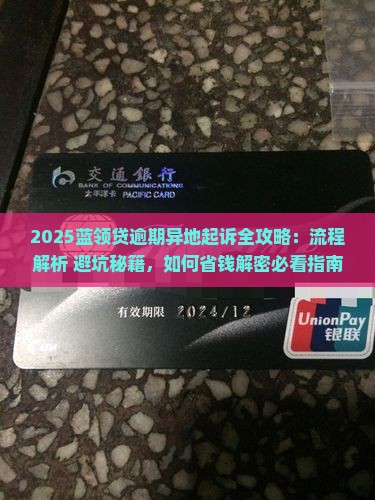 交通銀行
BANK OF COMMUNICATIONS
太平洋卡 PACIFIC CARD
2025蓝领贷逾期异地起诉全攻略：流程
解析 避坑秘籍，如何省钱解密必看指南
有效期限 2024/12
UnionPay
银联
ATM